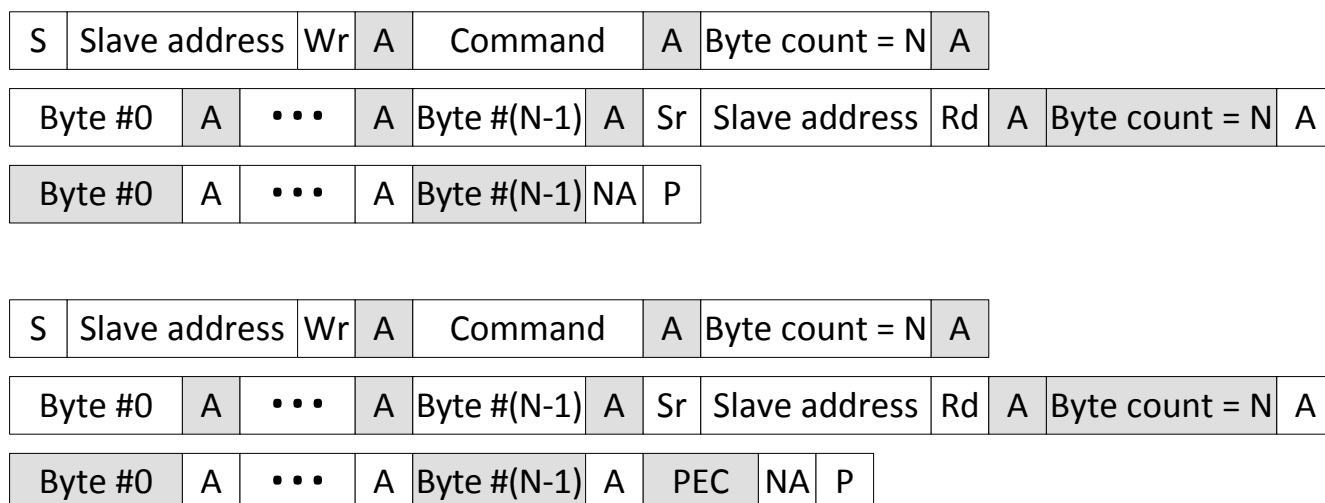 S Slave address Wr A Command A Byte count = N A
Byte #0 A ••• A Byte #(N-1) A Sr Slave address Rd A Byte count = N A
Byte #0 A ••• A Byte #(N-1) NA P
S Slave address Wr A Command A Byte count = N A
Byte #0 A ••• A Byte #(N-1) A Sr Slave address Rd A Byte count = N A
Byte #0 A ••• A Byte #(N-1) A PEC NA P